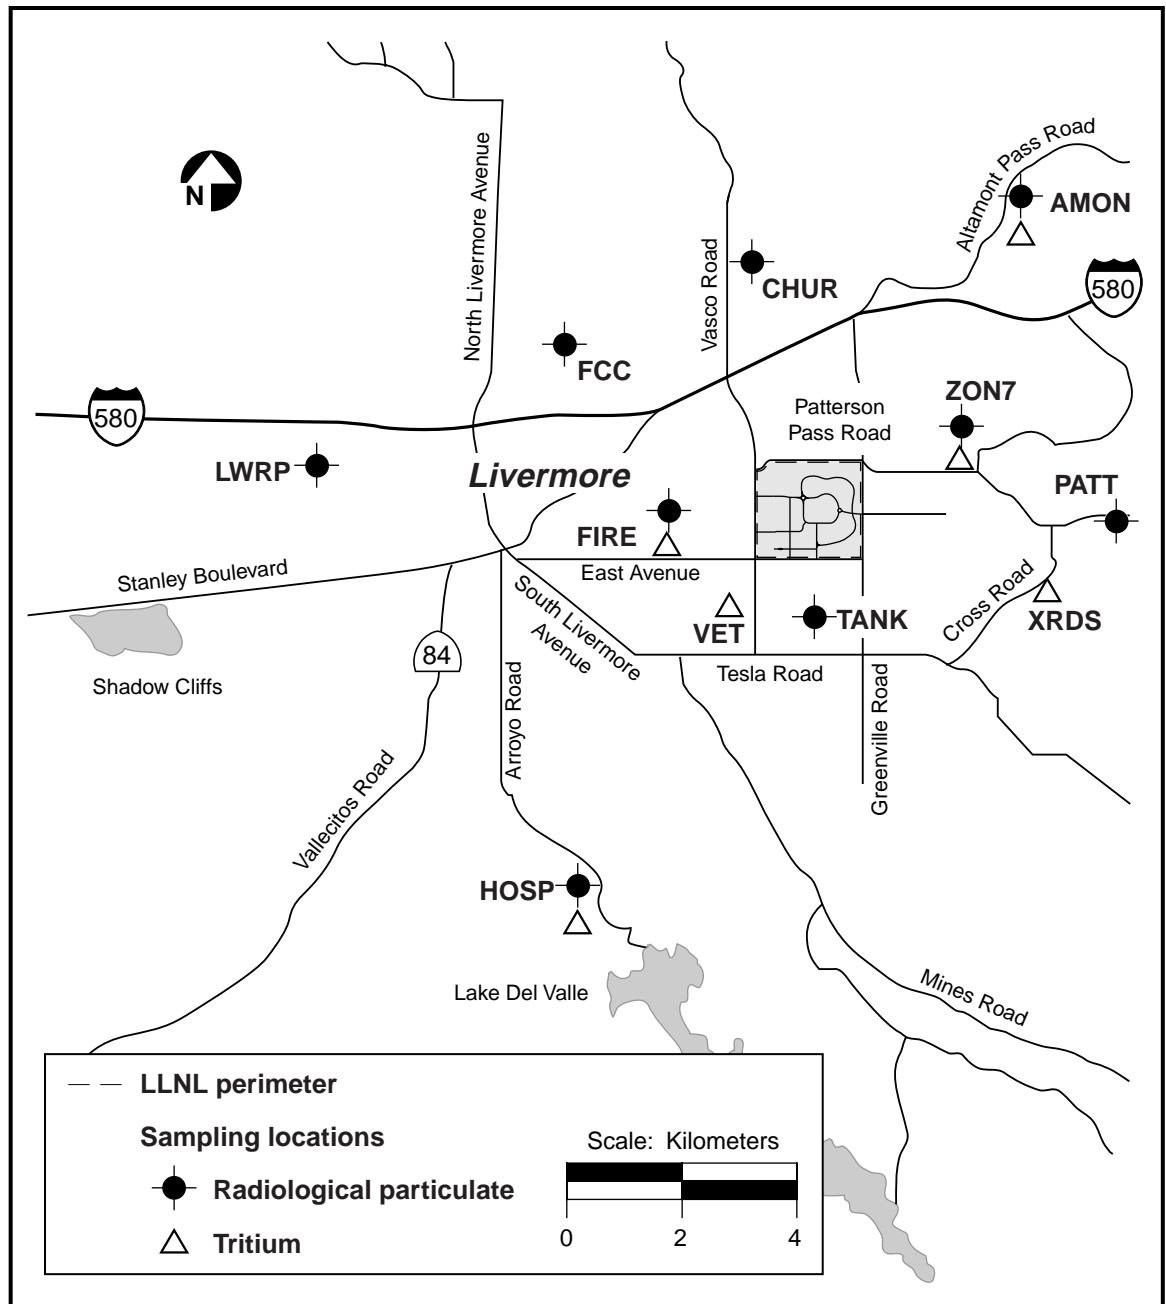 Altamont Pass Road
N
AMON
North Livermore Avenue
Vasco Road
CHUR
580
FCC
580
ZON7
Patterson
Pass Road
LWRP
Livermore
PATT
FIRE
East Avenue
Stanley Boulevard
South Livermore
Avenue
VET
TANK
Cross Road
XRDS
84
Shadow Cliffs
Tesla Road
Arroyo Road
Greenville Road
Vallecitos Road
HOSP
Lake Del Valle
Mines Road
LLNL perimeter
Sampling locations
Scale: Kilometers
Radiological particulate
0 2 4
Tritium